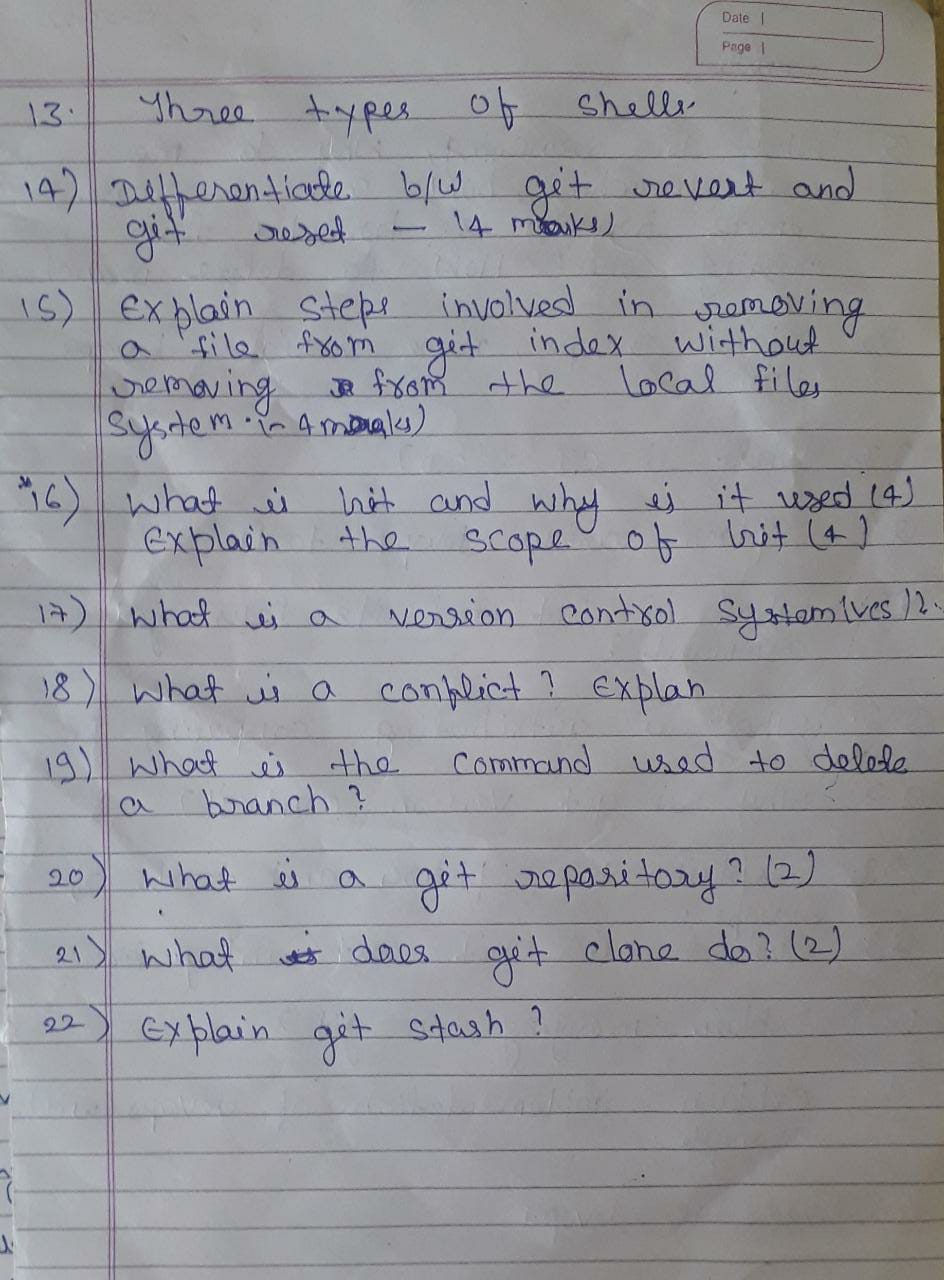 Date
Page
13. Three types of Shells.
14) Differentiate b/w git revert and
git reset - 14 marks)
15) Explain steps involved in removing
a file from git index without
removing from the local files
system. in 4 marks)
*16) What is Git and why is it used (4)
Explain the scope of Git (4)
17) What is a version control system (vcs) 2.
18) What is a conflict? Explan
19) What is the command used to delete
a branch?
20) What is a git repository? (2)
21) What does git clone do? (2)
22) Explain git stash?